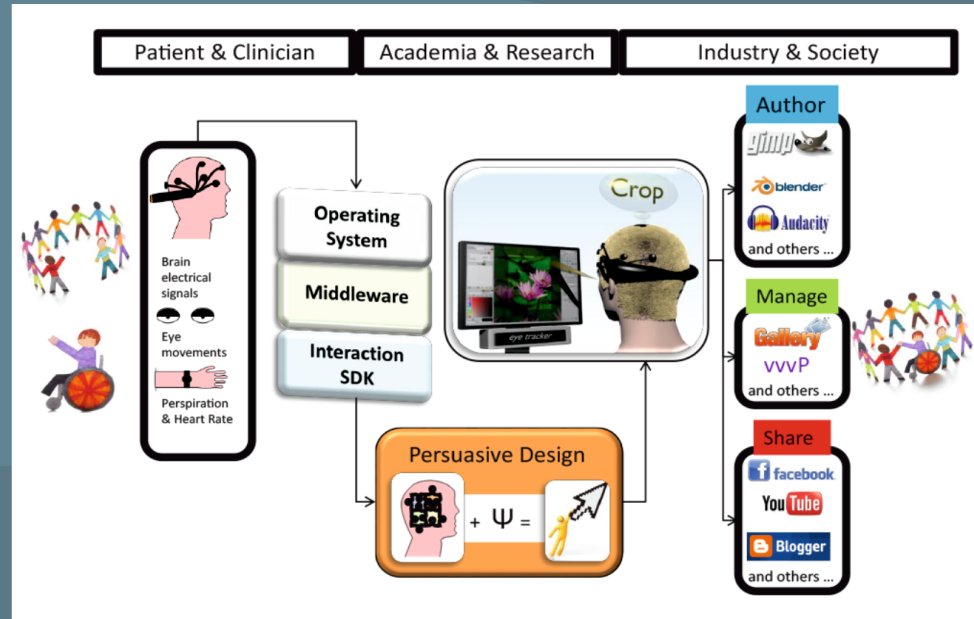 Patient & Clinician
Academia & Research
Industry & Society
Brain
electrical
signals
Eye
movements
Perspiration
& Heart Rate
Operating
System
Middleware
Interaction
SDK
Persuasive Design
+ Ψ =
Crop
eye tracker
Author
gimp
blender
Audacity
and others ...
Manage
Gallery
vvvP
and others ...
Share
f facebook
YouTube
B Blogger
and others ...